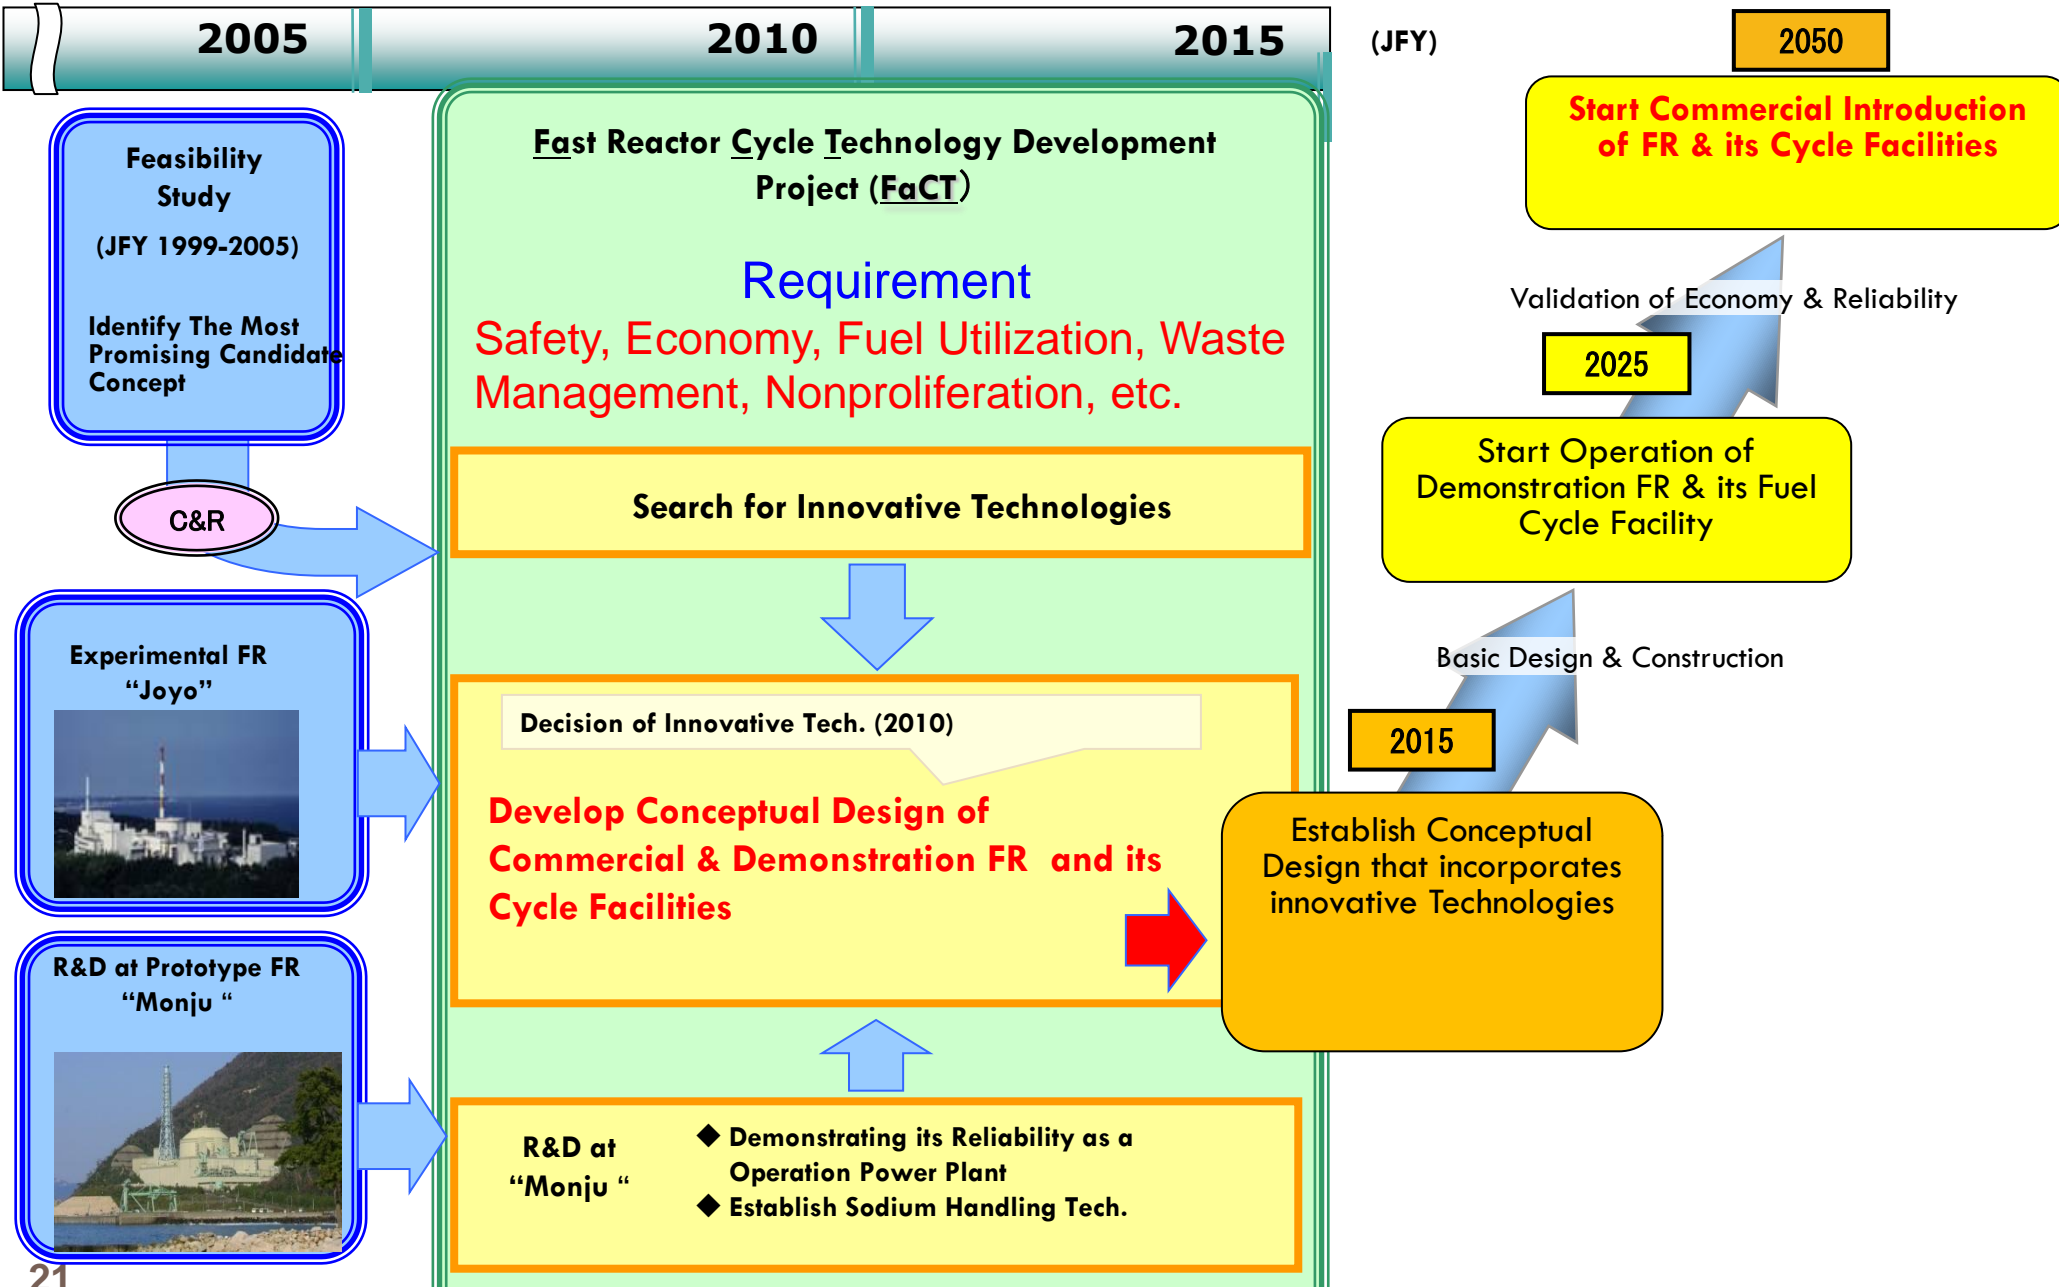 2005
2010
2015
(JFY)
2050
Feasibility
Study
(JFY 1999-2005)
Identify The Most
Promising Candidate
Concept
C&R
Experimental FR
“Joyo”
R&D at Prototype FR
“Monju “
Fast Reactor Cycle Technology Development
Project (FaCT)
Requirement
Safety, Economy, Fuel Utilization, Waste
Management, Nonproliferation, etc.
Search for Innovative Technologies
Decision of Innovative Tech. (2010)
Develop Conceptual Design of
Commercial & Demonstration FR and its
Cycle Facilities
R&D at
“Monju “
◆ Demonstrating its Reliability as a
Operation Power Plant
◆ Establish Sodium Handling Tech.
Start Commercial Introduction
of FR & its Cycle Facilities
Validation of Economy & Reliability
2025
Start Operation of
Demonstration FR & its Fuel
Cycle Facility
Basic Design & Construction
2015
Establish Conceptual
Design that incorporates
innovative Technologies
21